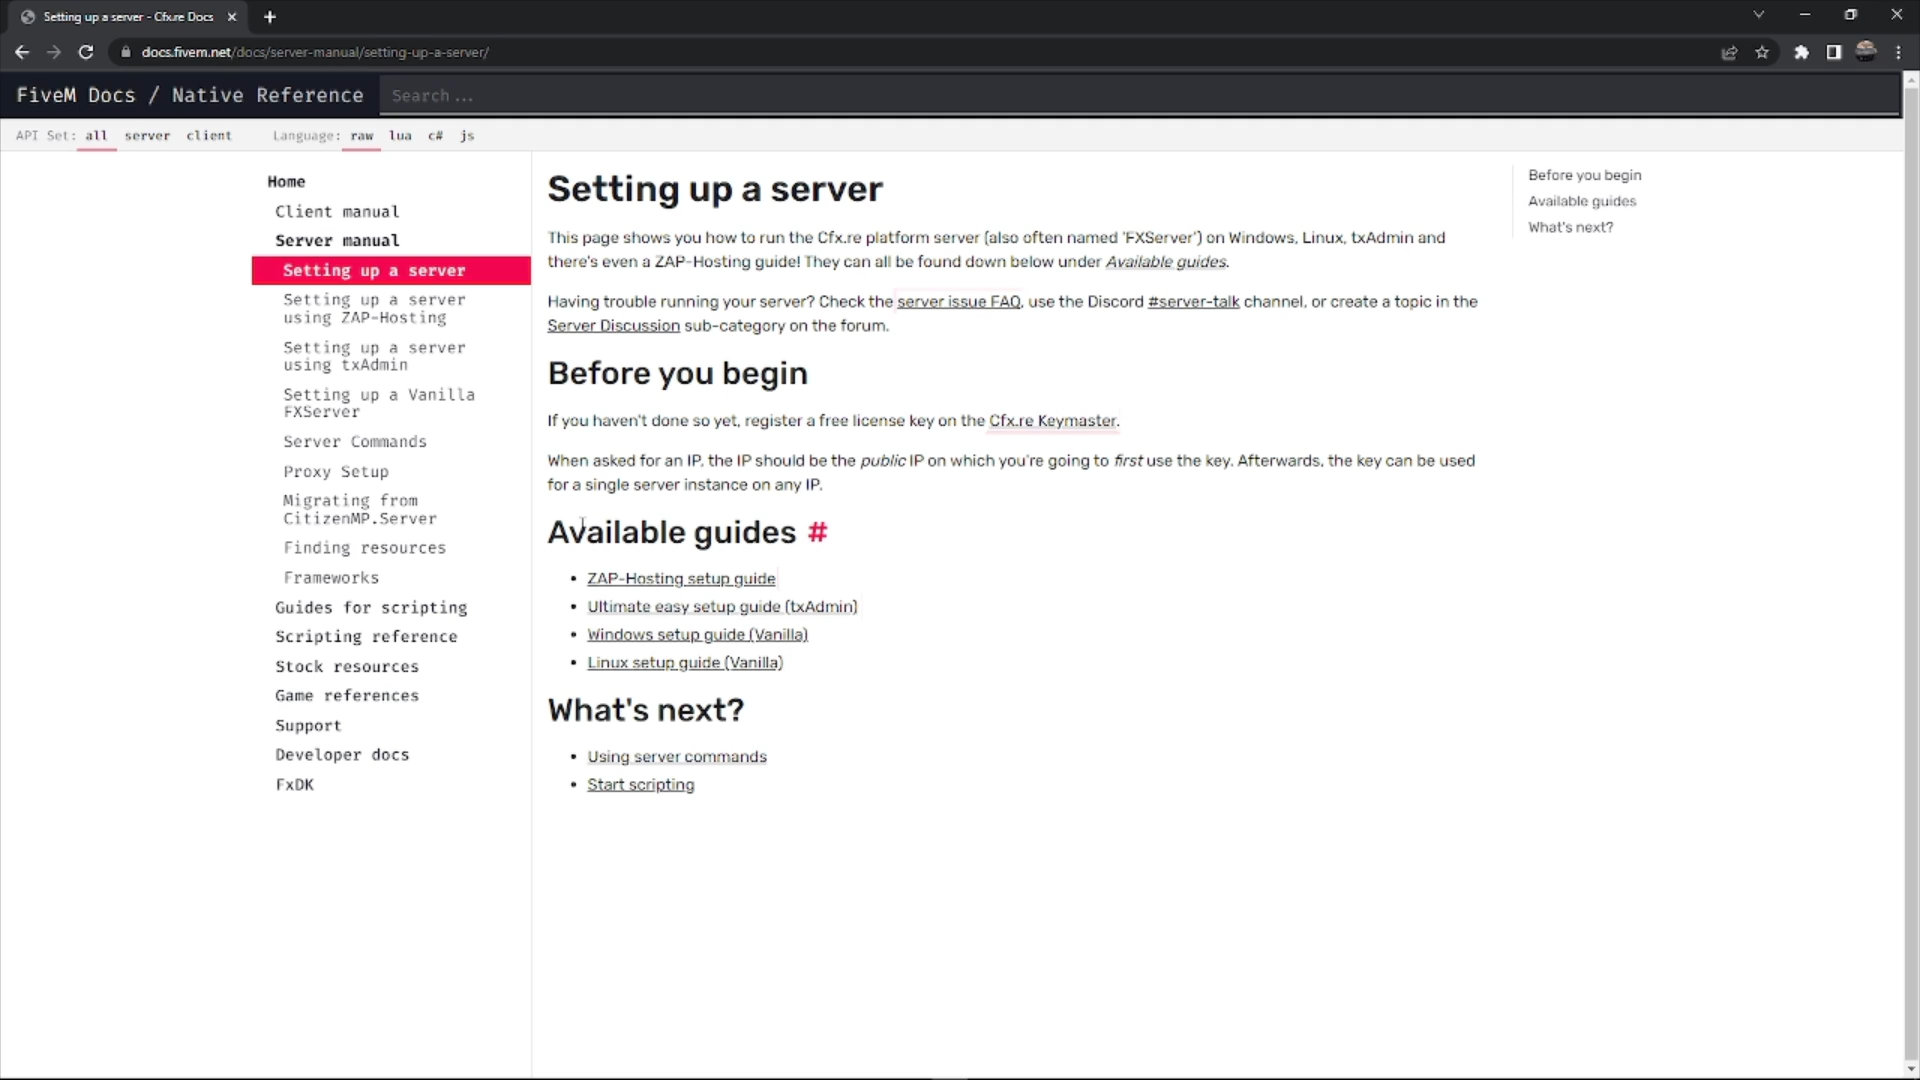 Setting up a server - Cfx.re Docs
docs.fivem.net/docs/server-manual/setting-up-a-server/
FiveM Docs / Native Reference
Search ...
API Set: all server client Language: raw lua c# js
Home
Client manual
Server manual
Setting up a server
Setting up a server
using ZAP-Hosting
Setting up a server
using txAdmin
Setting up a Vanilla
FXServer
Server Commands
Proxy Setup
Migrating from
CitizenMP.Server
Finding resources
Frameworks
Guides for scripting
Scripting reference
Stock resources
Game references
Support
Developer docs
FxDK
Setting up a server
This page shows you how to run the Cfx.re platform server (also often named 'FXServer') on Windows, Linux, txAdmin and
there's even a ZAP-Hosting guide! They can all be found down below under Available guides.
Having trouble running your server? Check the server issue FAQ, use the Discord #server-talk channel, or create a topic in the
Server Discussion sub-category on the forum.
Before you begin
If you haven't done so yet, register a free license key on the Cfx.re Keymaster.
When asked for an IP, the IP should be the public IP on which you're going to first use the key. Afterwards, the key can be used
for a single server instance on any IP.
Available guides #
• ZAP-Hosting setup guide
• Ultimate easy setup guide (txAdmin)
• Windows setup guide (Vanilla)
• Linux setup guide (Vanilla)
What's next?
• Using server commands
• Start scripting
Before you begin
Available guides
What's next?